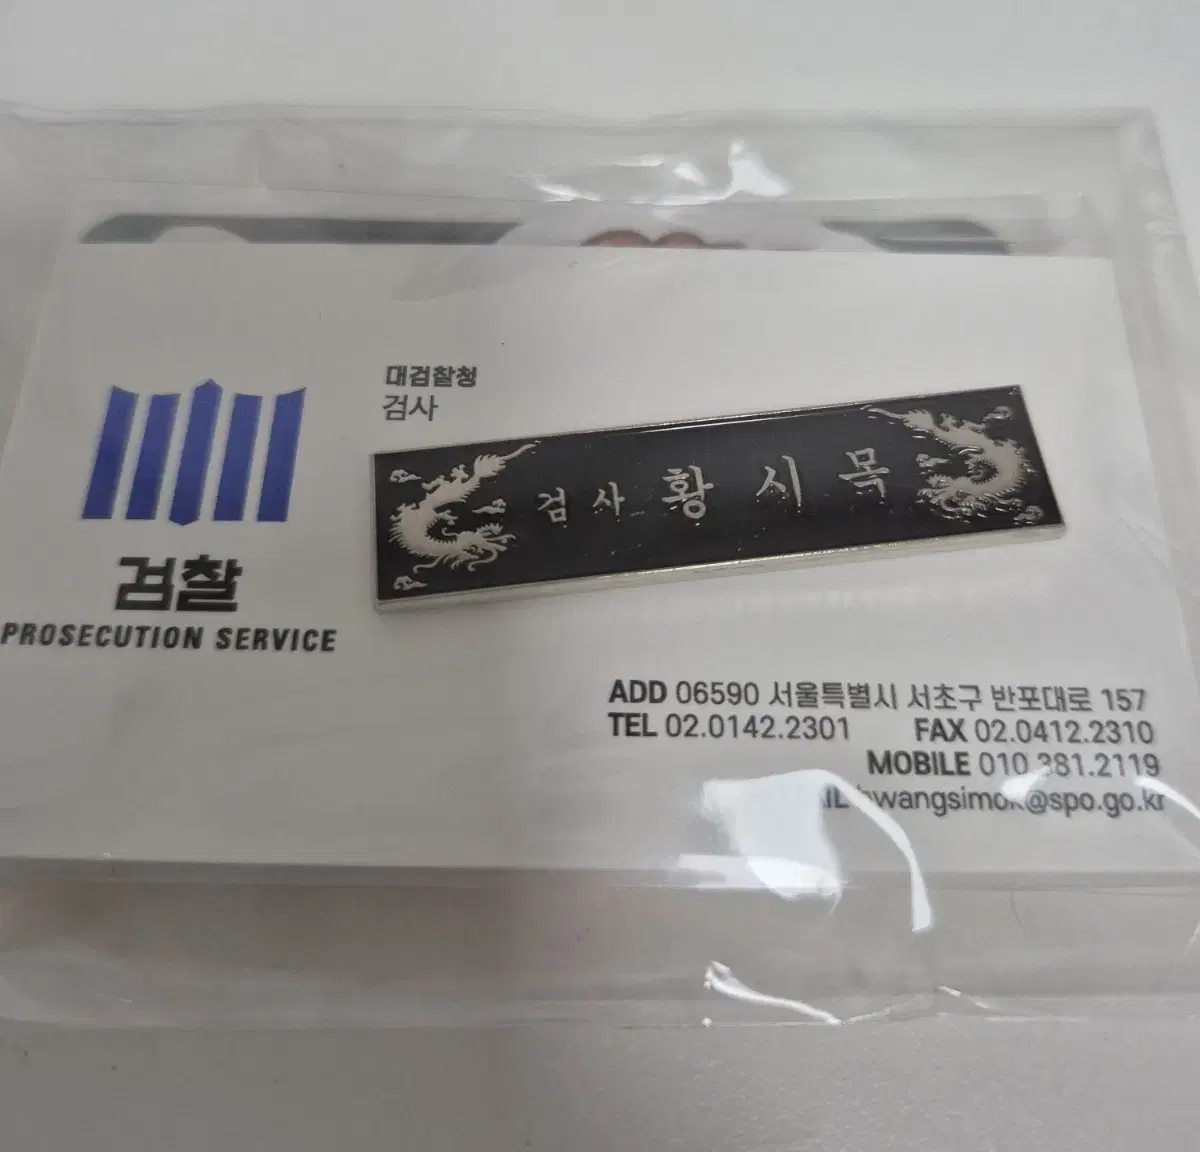 대검찰청
검사
검사 황시목
검찰
PROSECUTION SERVICE
ADD 06590 서울특별시 서초구 반포대로 157
TEL 02.0142.2301 FAX 02.0412.2310
MOBILE 010.381.2119
hwangsimok@spo.go.kr